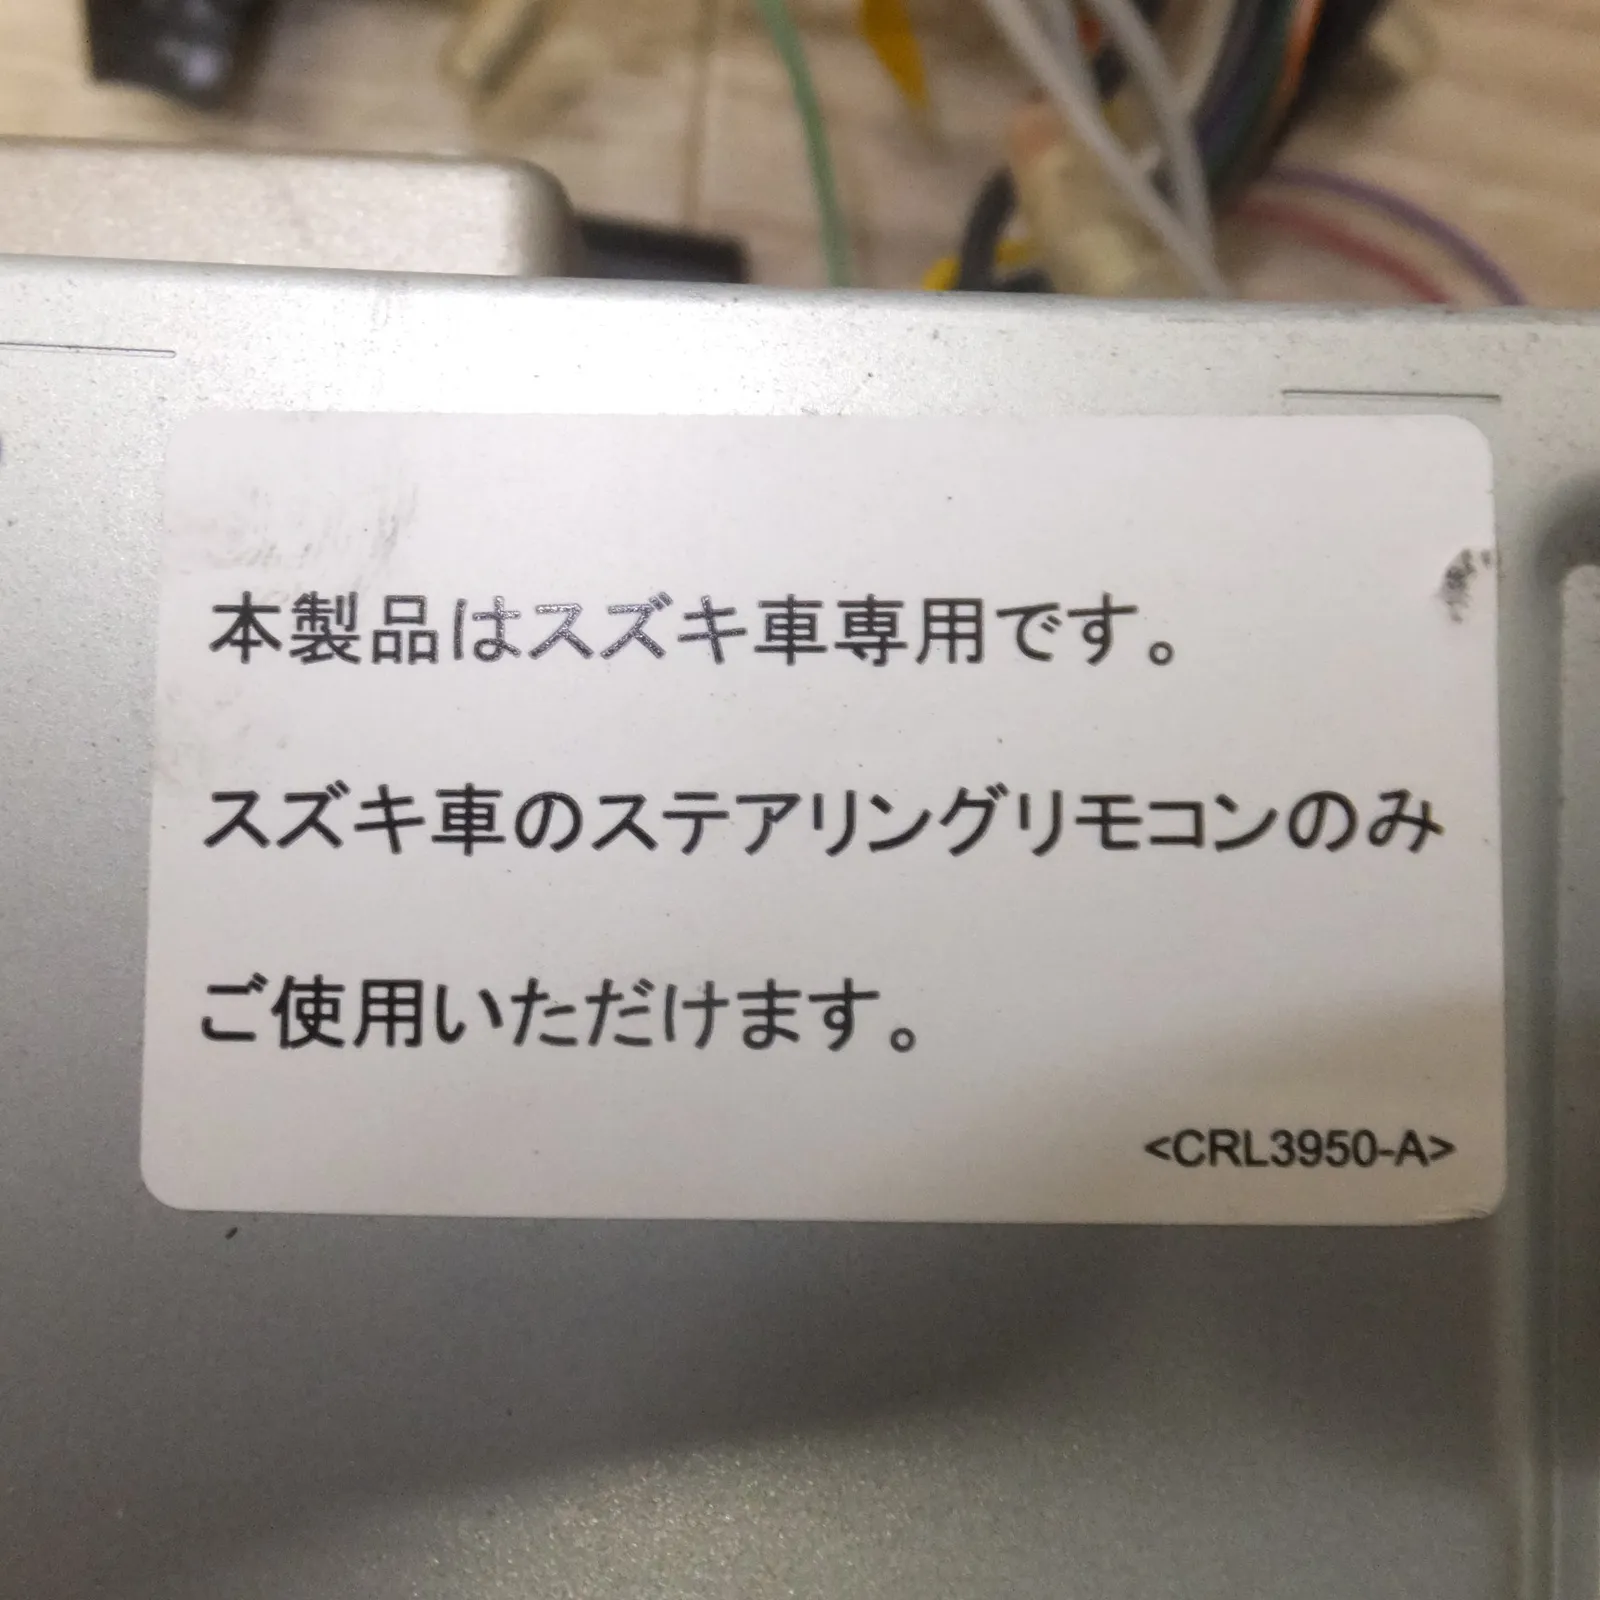 本製品はスズキ車専用です。
スズキ車のステアリングリモコンのみ
ご使用いただけます。
<CRL3950-A>